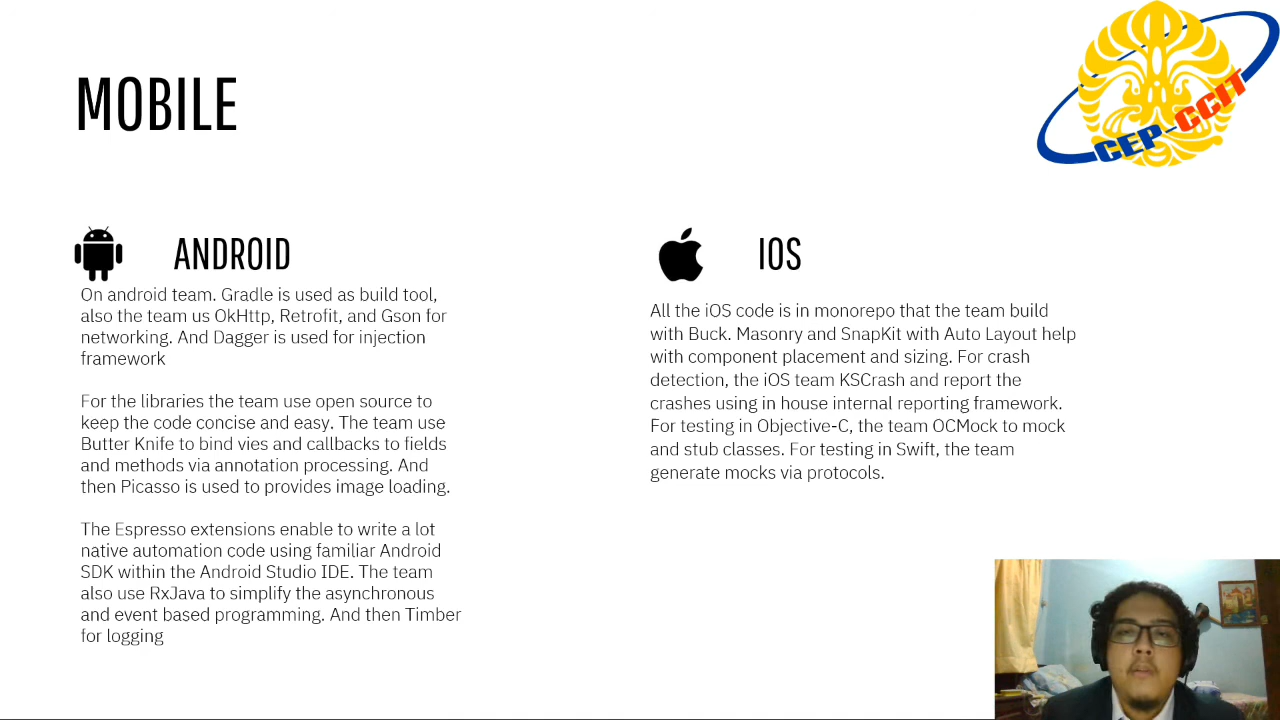 MOBILE
CEP-CCIT
ANDROID
On android team. Gradle is used as build tool,
also the team us OkHttp, Retrofit, and Gson for
networking. And Dagger is used for injection
framework
For the libraries the team use open source to
keep the code concise and easy. The team use
Butter Knife to bind vies and callbacks to fields
and methods via annotation processing. And
then Picasso is used to provides image loading.
The Espresso extensions enable to write a lot
native automation code using familiar Android
SDK within the Android Studio IDE. The team
also use RxJava to simplify the asynchronous
and event based programming. And then Timber
for logging
IOS
All the iOS code is in monorepo that the team build
with Buck. Masonry and SnapKit with Auto Layout help
with component placement and sizing. For crash
detection, the iOS team KSCrash and report the
crashes using in house internal reporting framework.
For testing in Objective-C, the team OCMock to mock
and stub classes. For testing in Swift, the team
generate mocks via protocols.